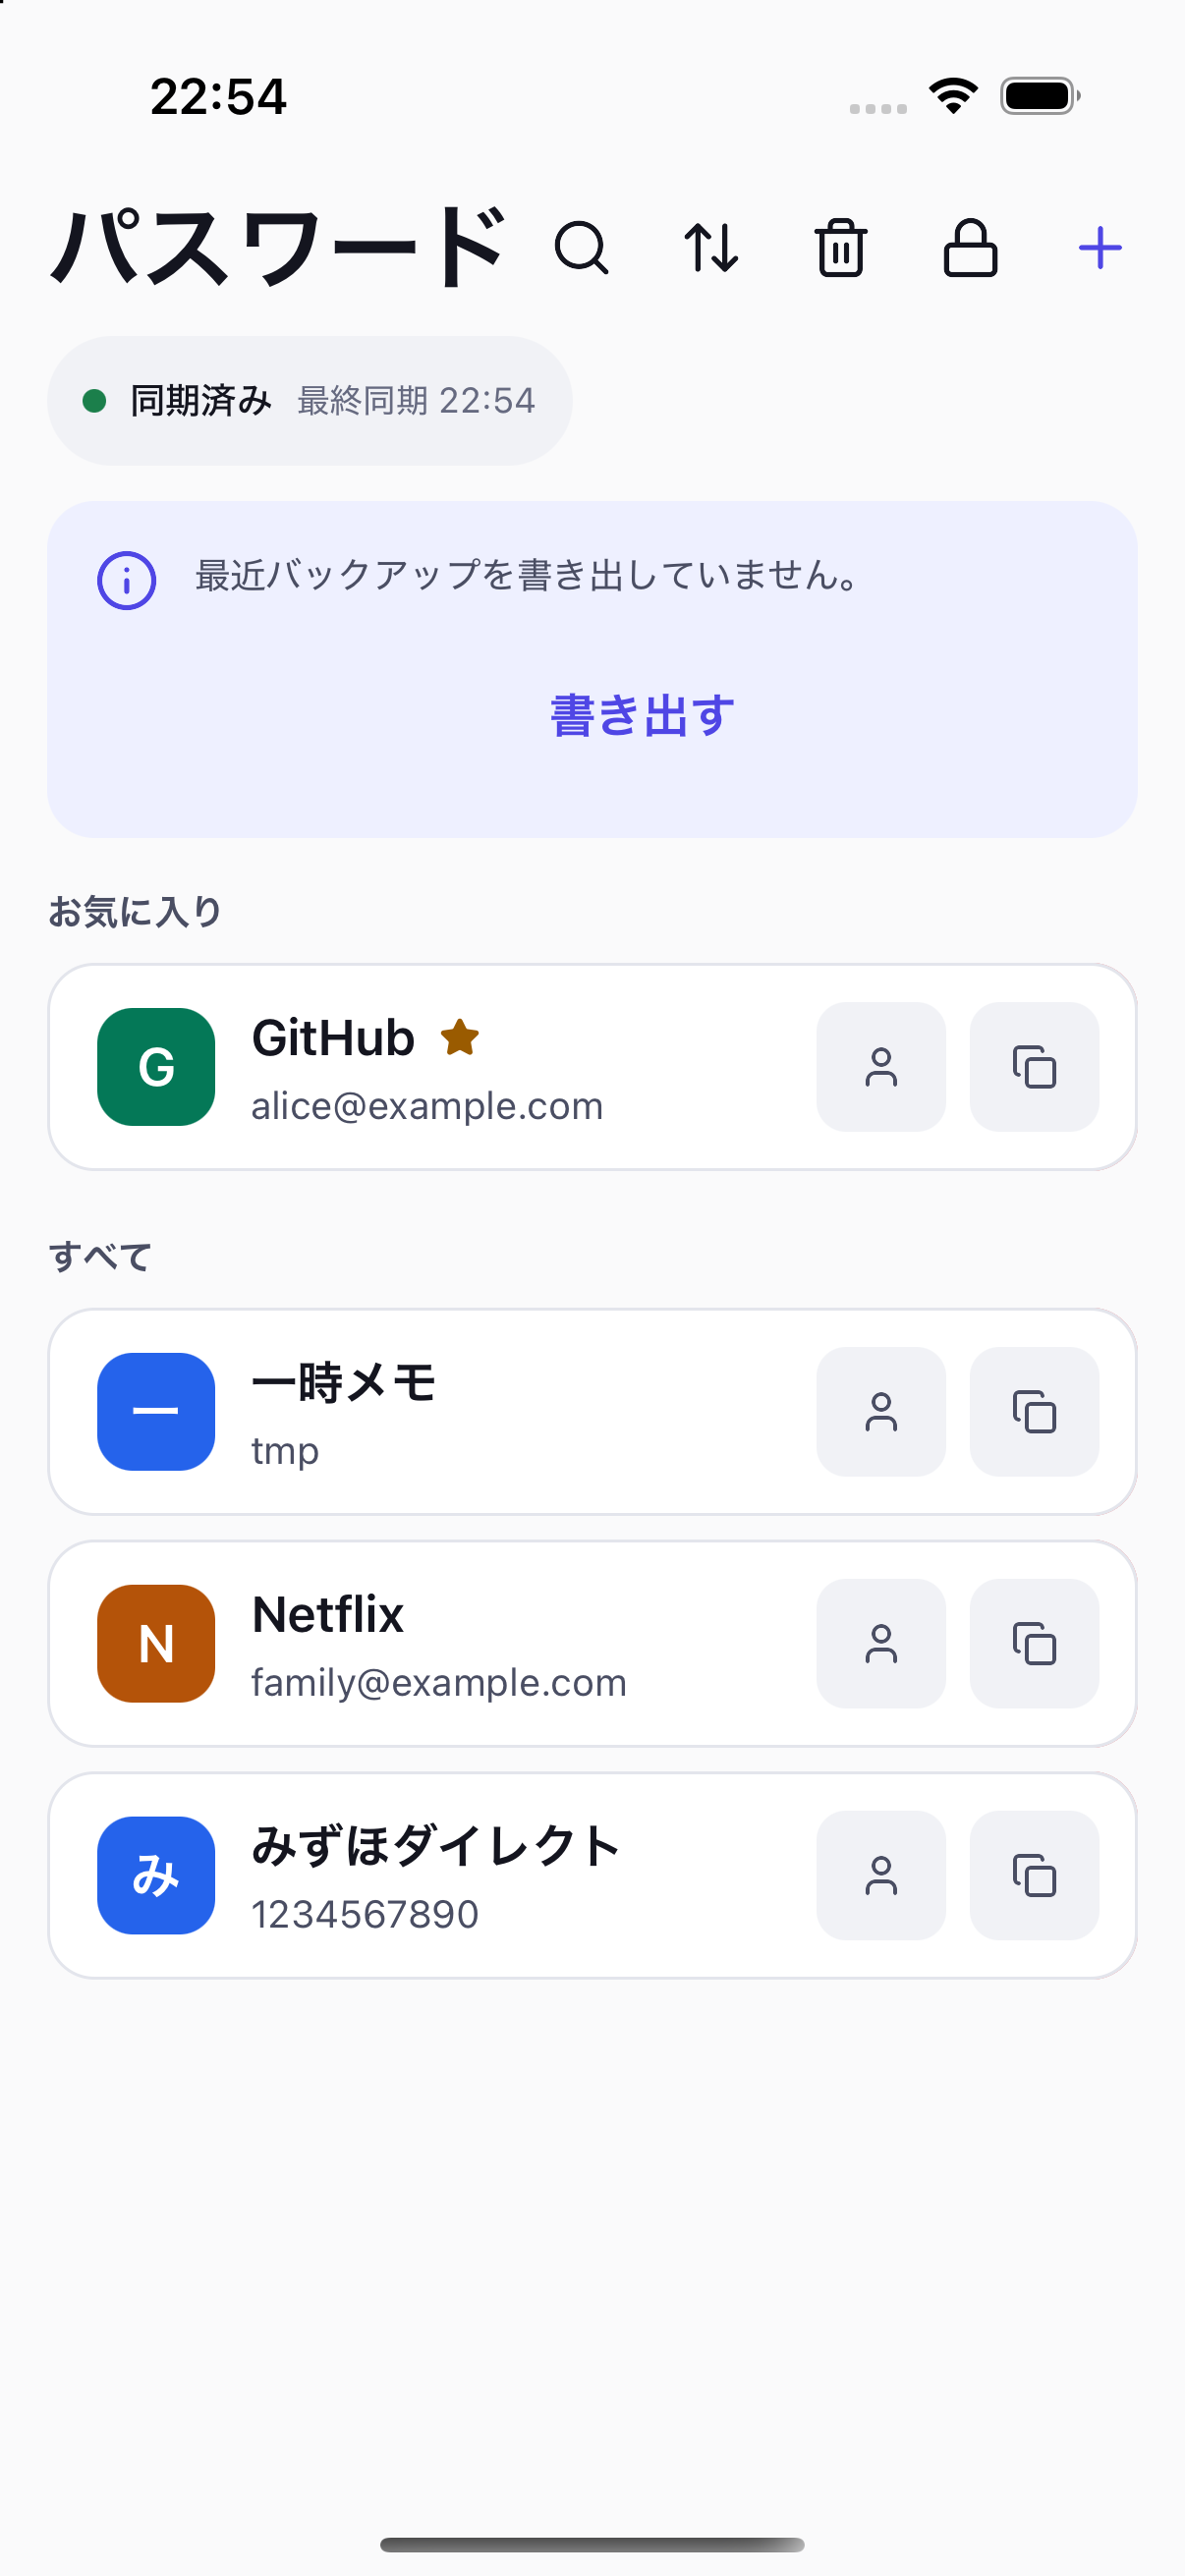 22:54
パスワード
同期済み 最終同期 22:54
最近バックアップを書き出していません。
書き出す
お気に入り
G
GitHub
alice@example.com
すべて
一
一時メモ
tmp
N
Netflix
family@example.com
み
みずほダイレクト
1234567890